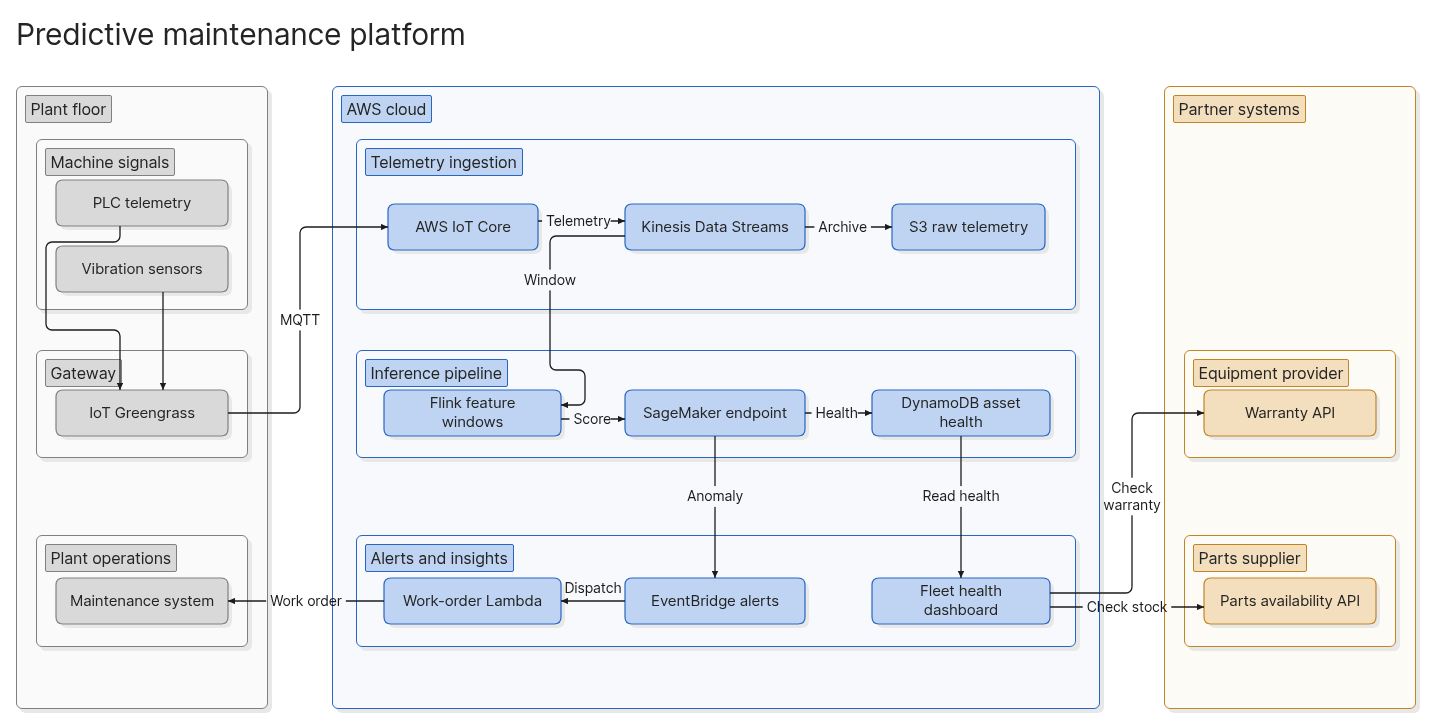 Predictive maintenance platform
Plant floor
Machine signals
PLC telemetry
Vibration sensors
Gateway
IoT Greengrass
Plant operations
Maintenance system
MQTT
Work order
AWS cloud
Telemetry ingestion
AWS IoT Core
Telemetry
Kinesis Data Streams
Archive
S3 raw telemetry
Window
Inference pipeline
Flink feature
windows
Score
SageMaker endpoint
Health
DynamoDB asset
health
Anomaly
Read health
Alerts and insights
Work-order Lambda
Dispatch
EventBridge alerts
Fleet health
dashboard
Check
warranty
Check stock
Partner systems
Equipment provider
Warranty API
Parts supplier
Parts availability API